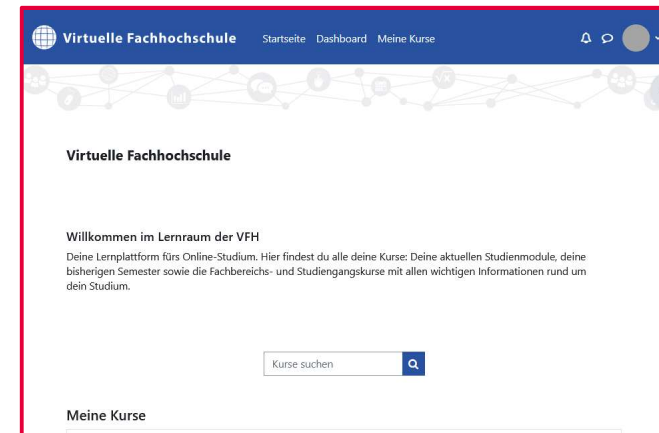 Virtuelle Fachhochschule Startseite Dashboard Meine Kurse
Virtuelle Fachhochschule
Willkommen im Lernraum der VFH
Deine Lernplattform fürs Online-Studium. Hier findest du alle deine Kurse: Deine aktuellen Studienmodule, deine
bisherigen Semester sowie die Fachbereichs- und Studiengangskurse mit allen wichtigen Informationen rund um
dein Studium.
Kurse suchen
Meine Kurse